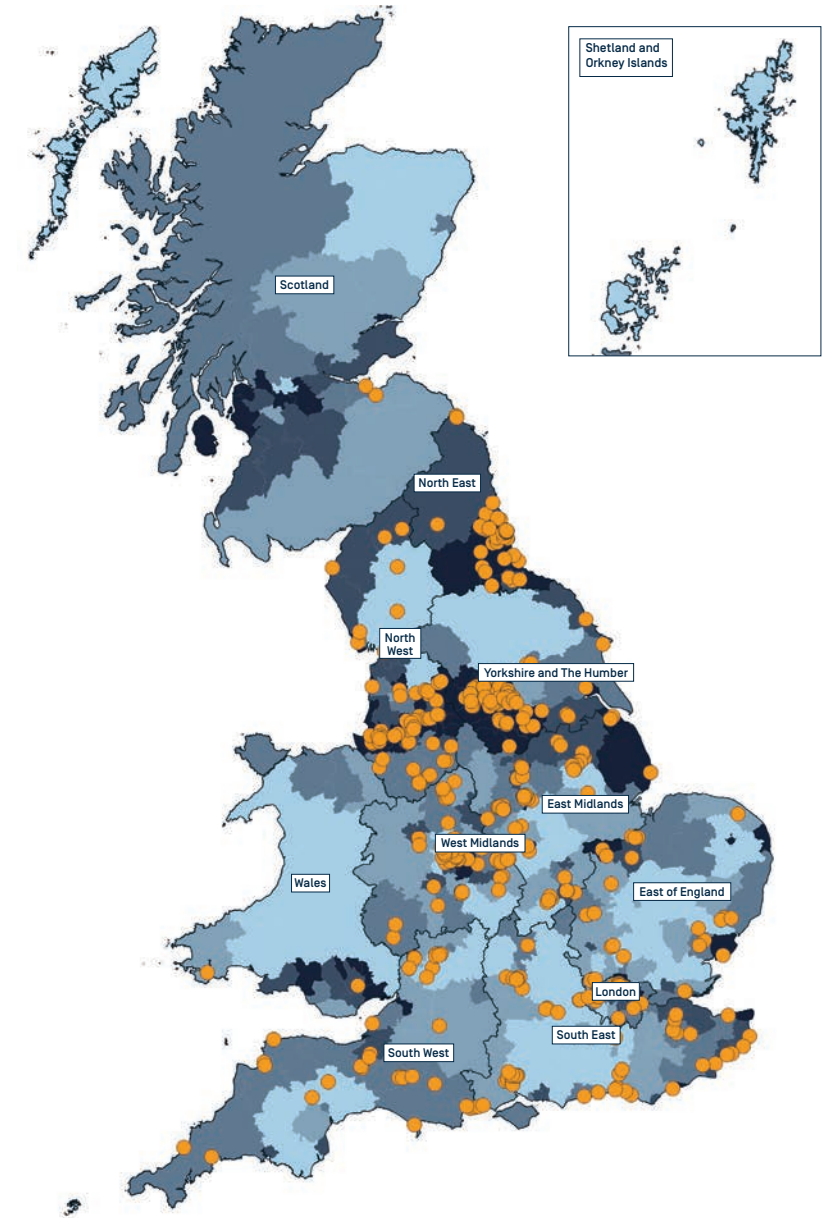 Shetland and
Orkney Islands
Scotland
North East
North
West
Yorkshire and The Humber
East Midlands
West Midlands
Wales
East of England
London
South East
South West